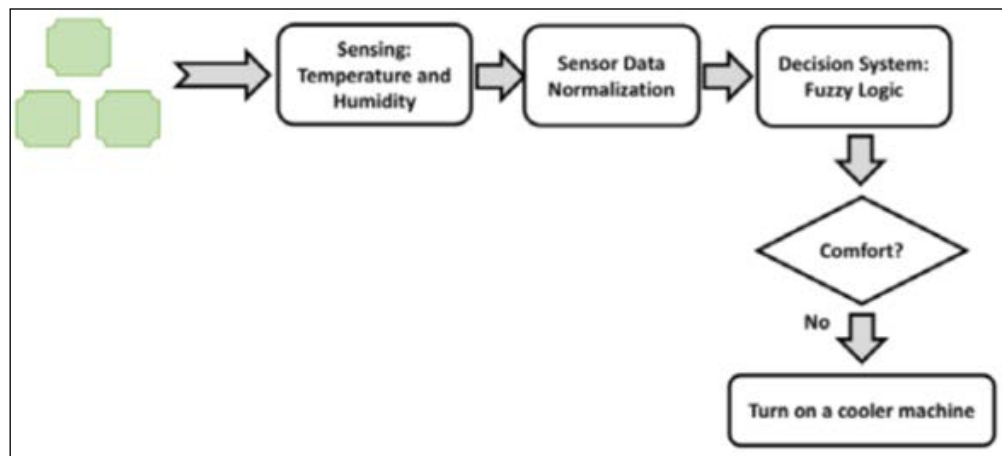 Sensing:
Temperature and
Humidity
Sensor Data
Normalization
Decision System:
Fuzzy Logic
Comfort?
No
Turn on a cooler machine